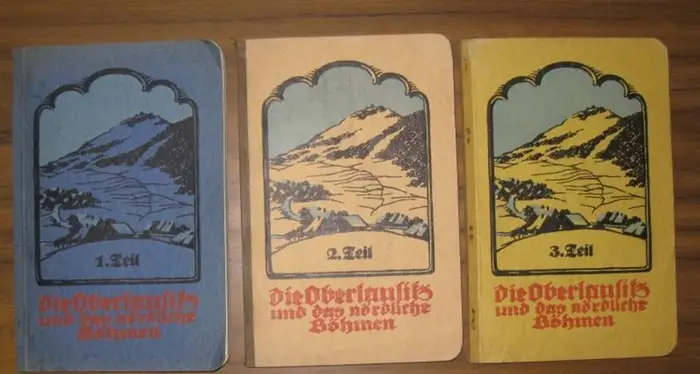 1. Teil
Die Oberlausitz
und das nördliche
Böhmen
2. Teil
Die Oberlausitz
und das nördliche
Böhmen
3. Teil
Die Oberlausitz
und das nördliche
Böhmen